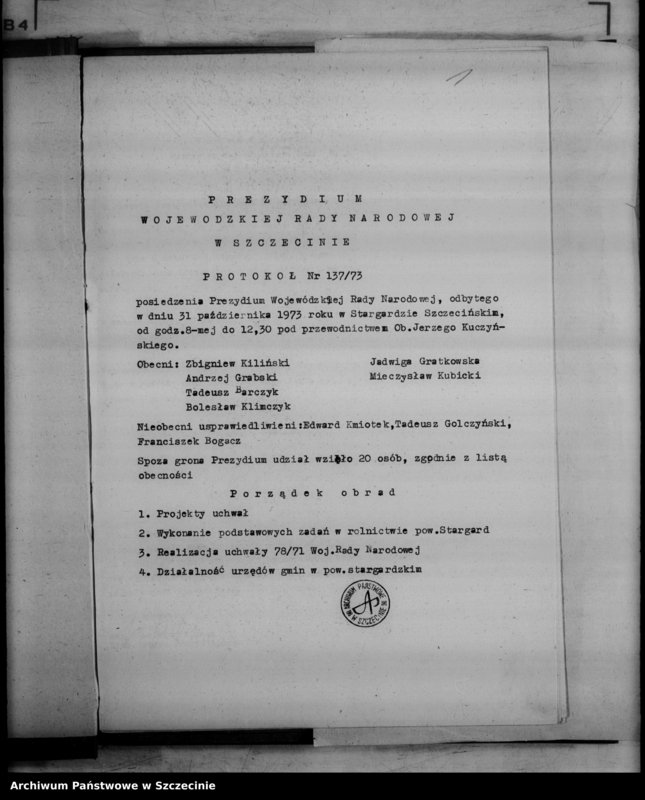 B4
1
P R E Z Y D I U M
W O J E W O D Z K I E J  R A D Y  N A R O D O W E J
W  S Z C Z E C I N I E
P R O T O K O Ł  Nr 137/73
posiedzenia Prezydium Wojewódzkiej Rady Narodowej, odbytego
w dniu 31 października 1973 roku w Stargardzie Szczecińskim,
od godz.8-mej do 12,30 pod przewodnictwem Ob.Jerzego Kuczyń-
skiego.
Obecni: Zbigniew Kiliński Jadwiga Gratkowska
Andrzej Grabski Mieczysław Kubicki
Tadeusz Barczyk
Bolesław Klimczyk
Nieobecni usprawiedliwieni:Edward Kmiotek,Tadeusz Golczyński,
Franciszek Bogacz
Spoza grona Prezydium udział wzięło 20 osób, zgodnie z listą
obecności
P o r z ą d e k  o b r a d
1. Projekty uchwał
2. Wykonanie podstawowych zadań w rolnictwie pow.Stargard
3. Realizacja uchwały 78/71 Woj.Rady Narodowej
4. Działalność urzędów gmin w pow.stargardzkim
ARCHIWUM PAŃSTWOWE W SZCZECINIE
Archiwum Państwowe w Szczecinie